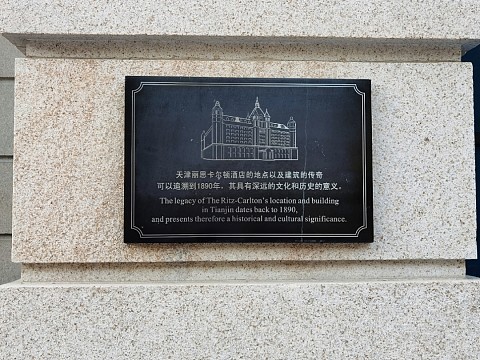 天津丽思卡尔顿酒店的地点以及建筑的传奇
可以追溯到1890年，其具有深远的文化和历史的意义。
The legacy of The Ritz-Carlton's location and building
in Tianjin dates back to 1890,
and presents therefore a historical and cultural significance.